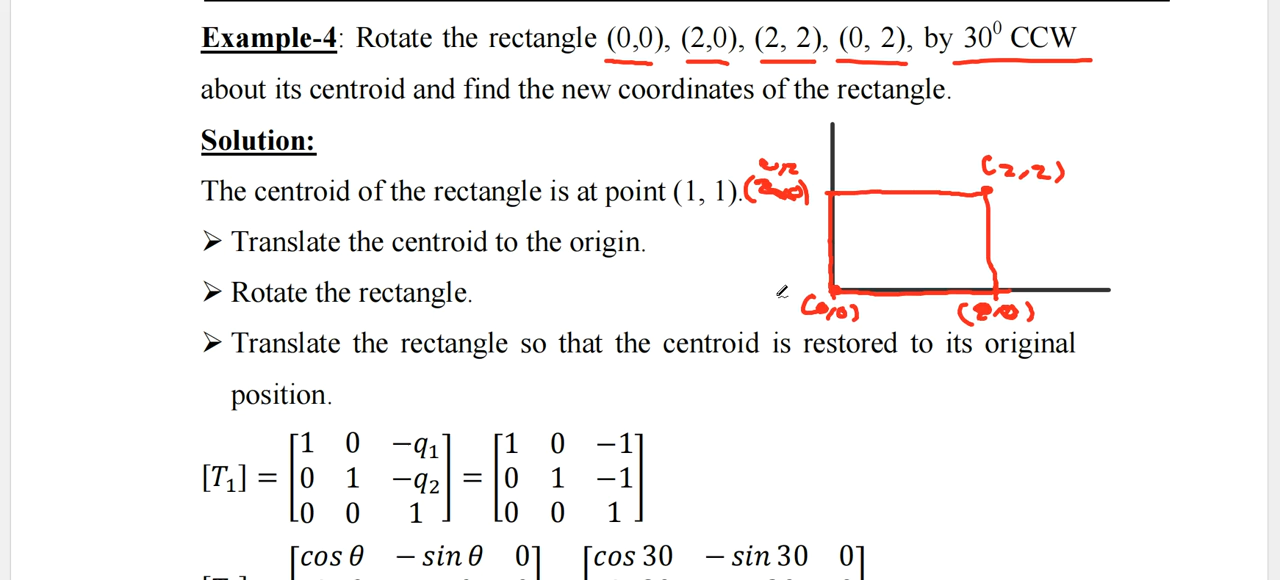 Example-4: Rotate the rectangle (0,0), (2,0), (2, 2), (0, 2), by 30⁰ CCW
about its centroid and find the new coordinates of the rectangle.
Solution:
(2,2)
The centroid of the rectangle is at point (1, 1).
➢ Translate the centroid to the origin.
➢ Rotate the rectangle.
(0,0)
➢ Translate the rectangle so that the centroid is restored to its original
position.
[T₁] = [1 0 −q₁; 0 1 −q₂; 0 0 1] = [1 0 −1; 0 1 −1; 0 0 1]
[cos θ − sin θ 0] [cos 30 − sin 30 0]